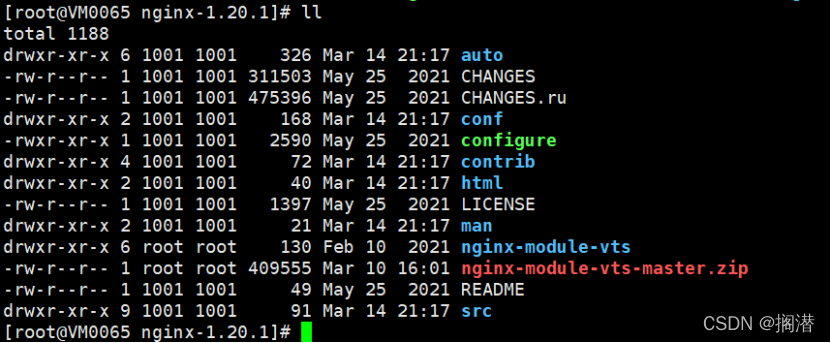 [root@VM0065 nginx-1.20.1]# ll
total 1188
drwxr-xr-x 6 1001 1001    326 Mar 14 21:17 auto
-rw-r--r-- 1 1001 1001 311503 May 25  2021 CHANGES
-rw-r--r-- 1 1001 1001 475396 May 25  2021 CHANGES.ru
drwxr-xr-x 2 1001 1001    168 Mar 14 21:17 conf
-rwxr-xr-x 1 1001 1001   2590 May 25  2021 configure
drwxr-xr-x 4 1001 1001     72 Mar 14 21:17 contrib
drwxr-xr-x 2 1001 1001     40 Mar 14 21:17 html
-rw-r--r-- 1 1001 1001   1397 May 25  2021 LICENSE
drwxr-xr-x 2 1001 1001     21 Mar 14 21:17 man
drwxr-xr-x 6 root root    130 Feb 10  2021 nginx-module-vts
-rw-r--r-- 1 root root 409555 Mar 10 16:01 nginx-module-vts-master.zip
-rw-r--r-- 1 1001 1001     49 May 25  2021 README
drwxr-xr-x 9 1001 1001     91 Mar 14 21:17 src
[root@VM0065 nginx-1.20.1]#
CSDN @搁潜